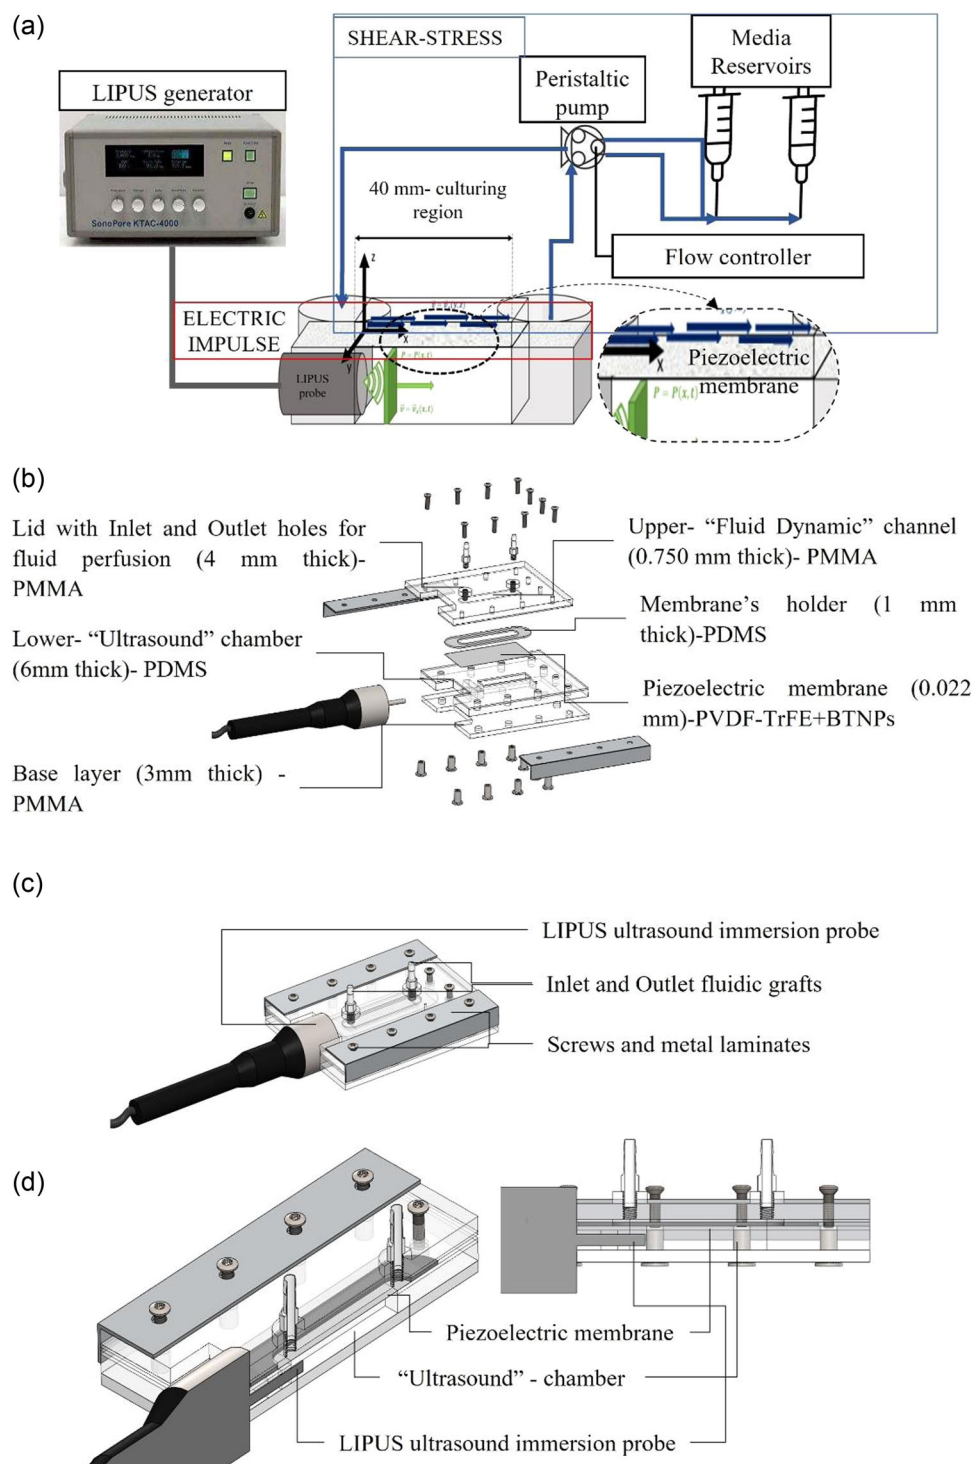 (a)
SHEAR-STRESS
Media
Reservoirs
Peristaltic
pump
LIPUS generator
SonoPore KTAC-4000
40 mm- culturing
region
Flow controller
z
ELECTRIC
IMPULSE
x
y
LIPUS
probe
P = P(x,t)
X
Piezoelectric
membrane
P = P(x,t)
(b)
Lid with Inlet and Outlet holes for
fluid perfusion (4 mm thick)-
PMMA
Lower- “Ultrasound” chamber
(6mm thick)- PDMS
Base layer (3mm thick) -
PMMA
Upper- “Fluid Dynamic” channel
(0.750 mm thick)- PMMA
Membrane’s holder (1 mm
thick)-PDMS
Piezoelectric membrane (0.022
mm)-PVDF-TrFE+BTNPs
(c)
LIPUS ultrasound immersion probe
Inlet and Outlet fluidic grafts
Screws and metal laminates
(d)
Piezoelectric membrane
“Ultrasound” - chamber
LIPUS ultrasound immersion probe